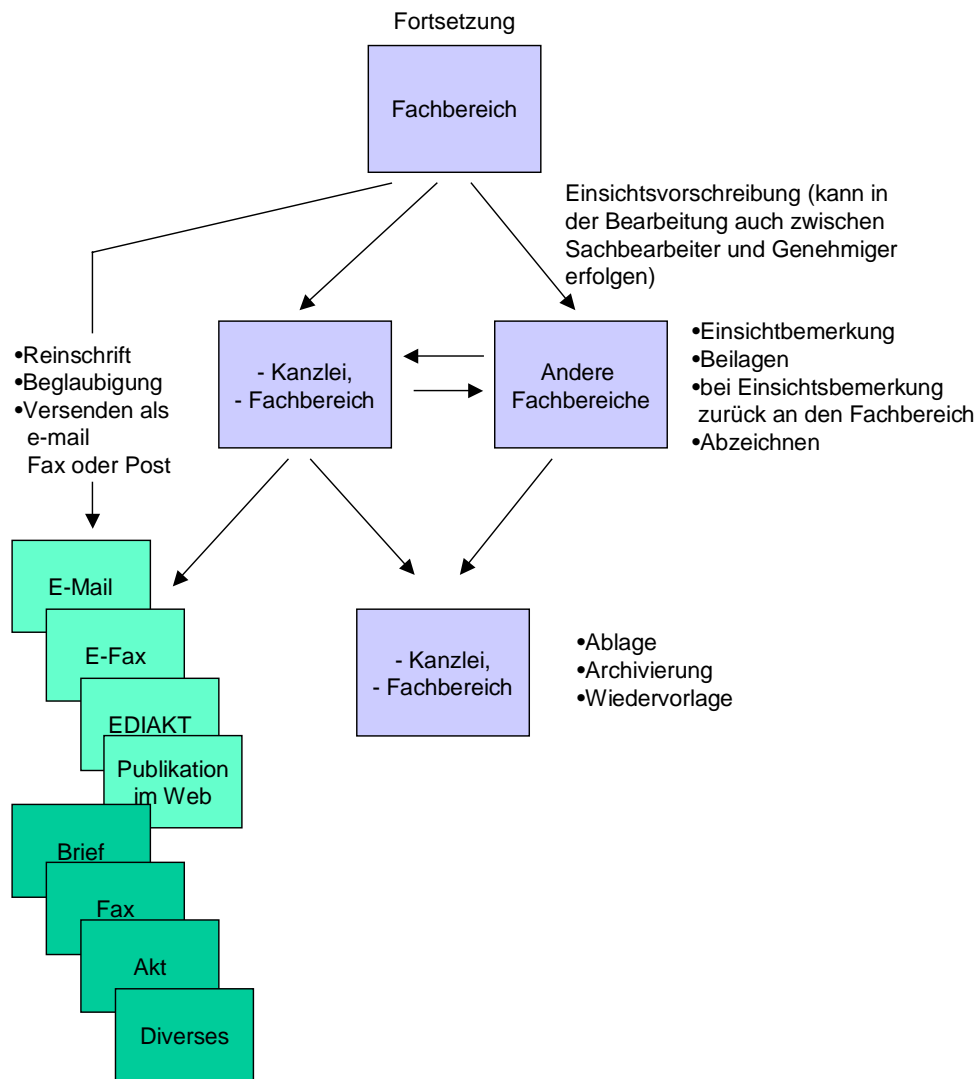 Fortsetzung
Fachbereich
Einsichtsvorschreibung (kann in
der Bearbeitung auch zwischen
Sachbearbeiter und Genehmiger
erfolgen)
•Reinschrift
•Beglaubigung
•Versenden als
e-mail
Fax oder Post
- Kanzlei,
- Fachbereich
Andere
Fachbereiche
•Einsichtbemerkung
•Beilagen
•bei Einsichtsbemerkung
zurück an den Fachbereich
•Abzeichnen
E-Mail
E-Fax
EDIAKT
Publikation
im Web
Brief
Fax
Akt
Diverses
- Kanzlei,
- Fachbereich
•Ablage
•Archivierung
•Wiedervorlage